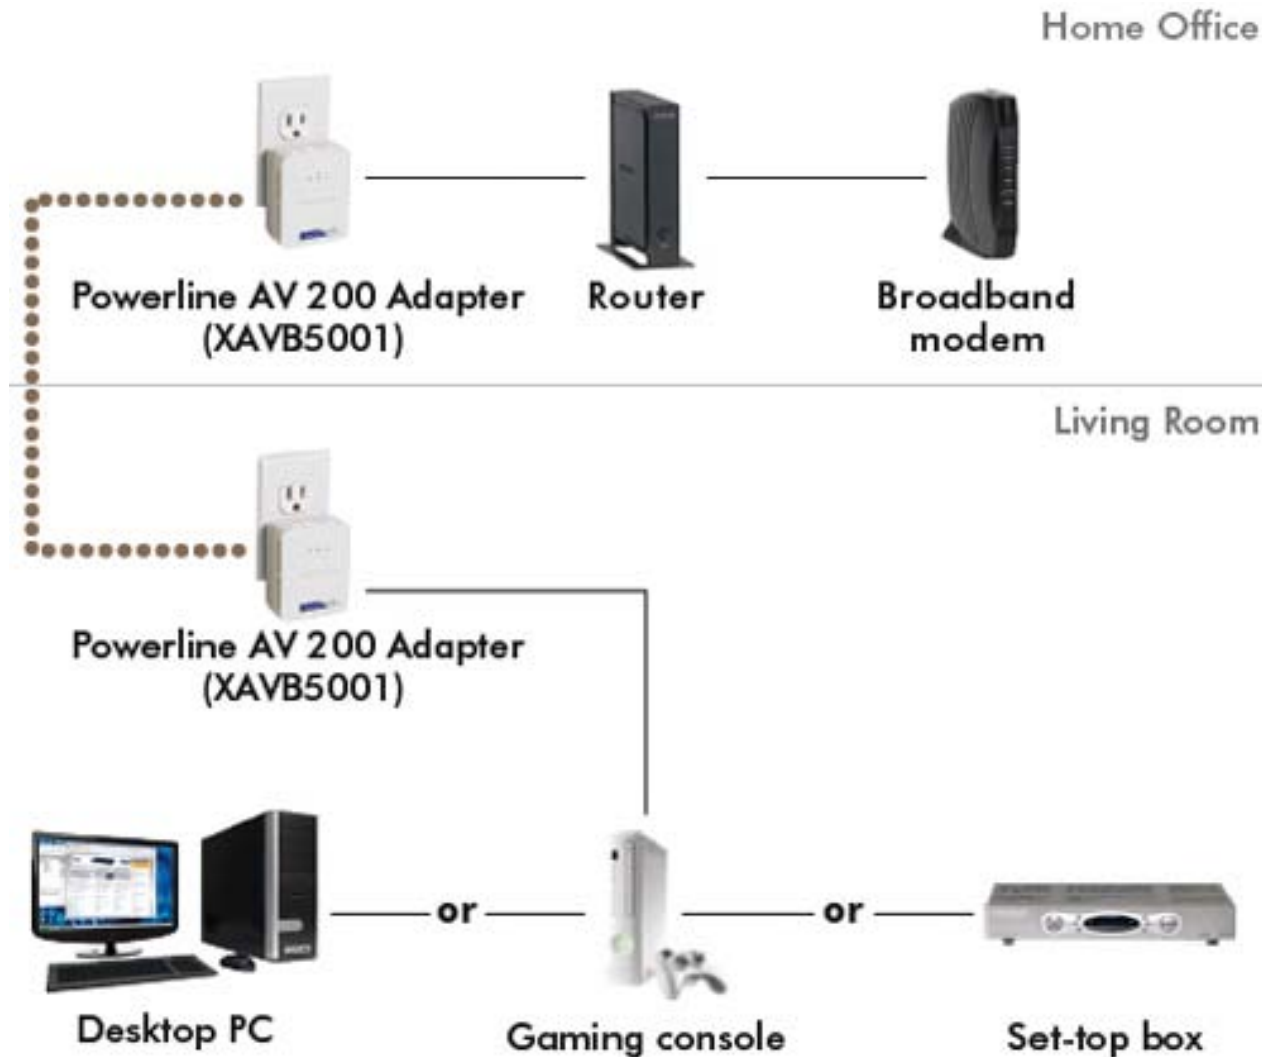 Home Office
Powerline AV 200 Adapter
(XAVB5001)
Router
Broadband
modem
Living Room
Powerline AV 200 Adapter
(XAVB5001)
or
or
Desktop PC
Gaming console
Set-top box